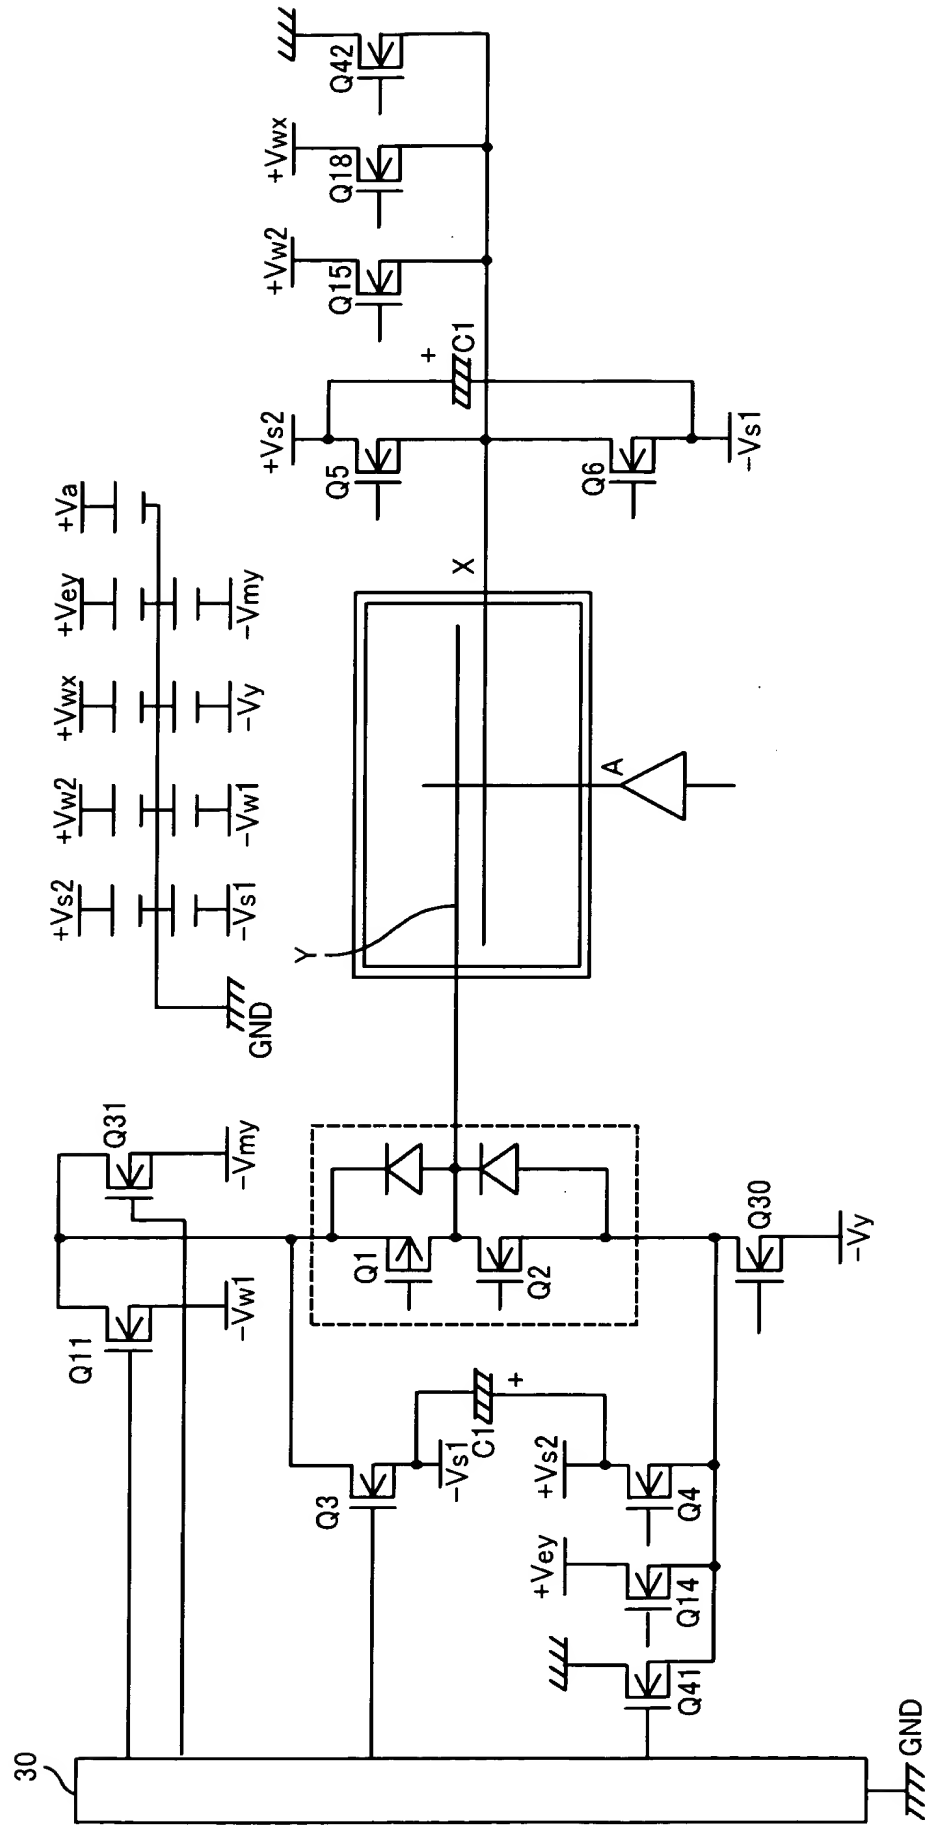 30
Q11
-Vw1
Q31
-Vmy
GND
+Vs2
-Vs1
+Vw2
-Vw1
+Vwx
-Vy
+Vey
-Vmy
+Va
Q3
-Vs1
C1
+
+Vs2
Q4
+Vey
Q14
Q41
GND
Q1
Q2
Q30
-Vy
Y
A
X
+Vs2
Q5
Q6
-Vs1
+
C1
+Vw2
Q15
+Vwx
Q18
Q42